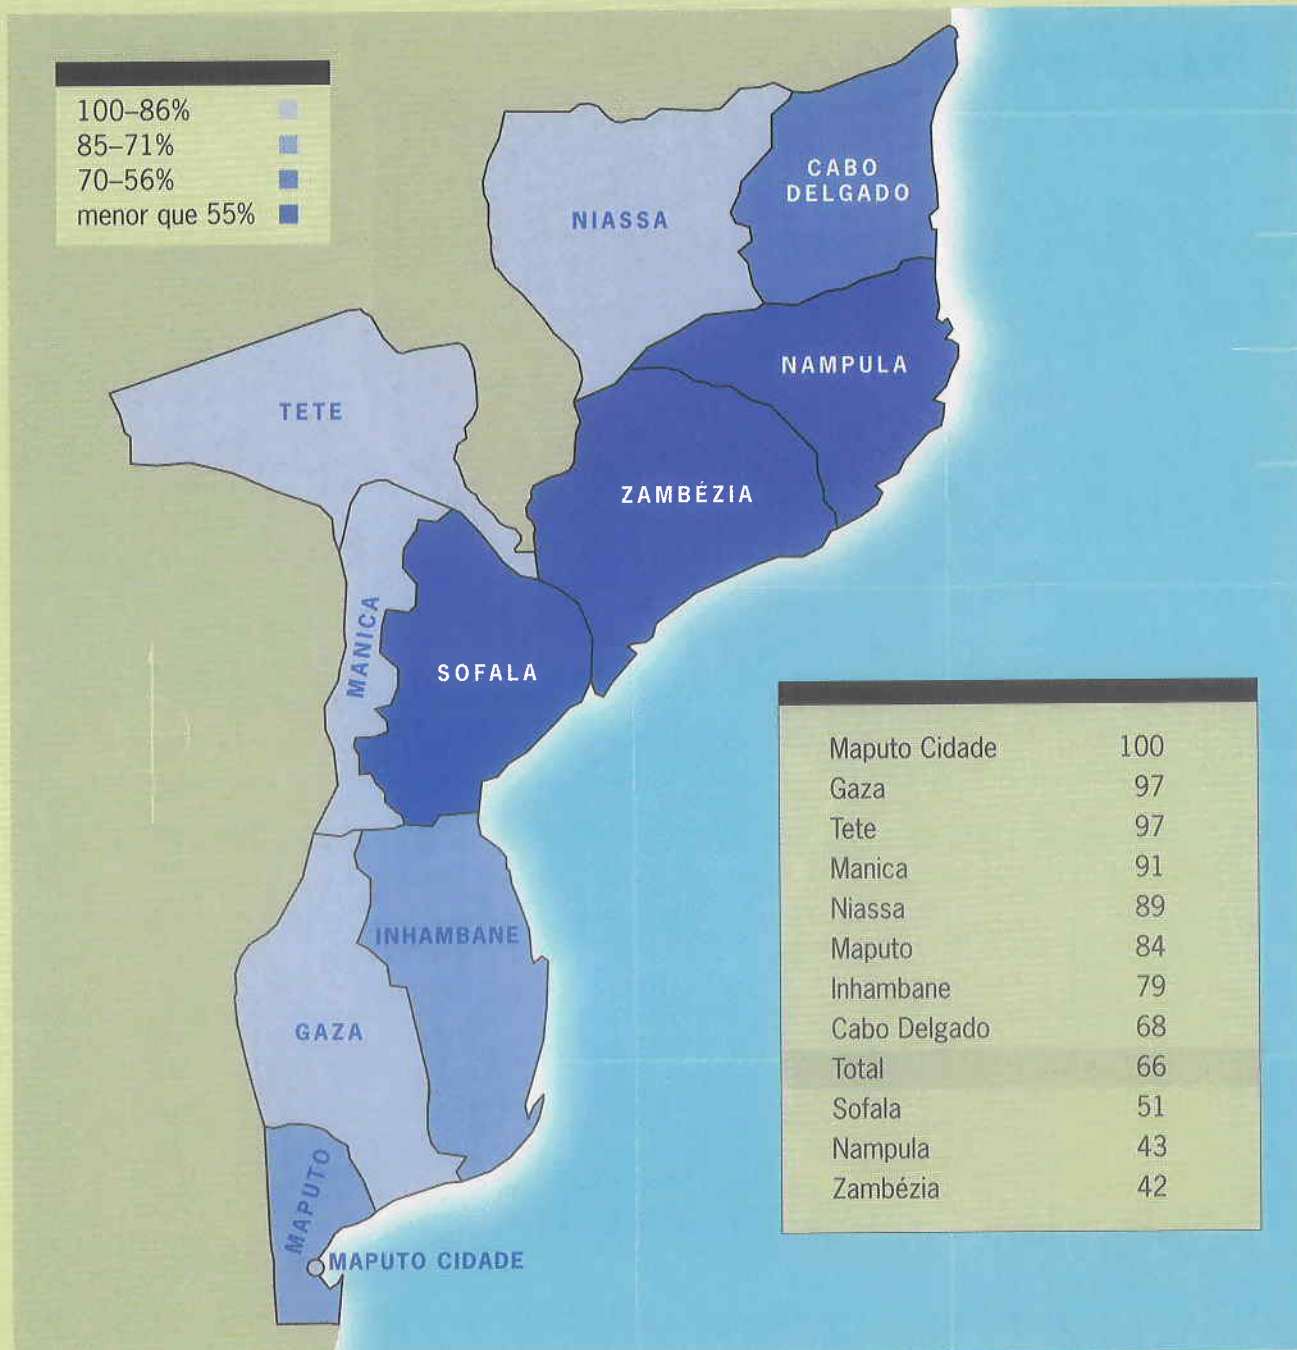 100–86%
85–71%
70–56%
menor que 55%
CABO
DELGADO
NIASSA
NAMPULA
TETE
ZAMBÉZIA
MANICA
SOFALA
INHAMBANE
GAZA
MAPUTO
MAPUTO CIDADE
Maputo Cidade 100
Gaza 97
Tete 97
Manica 91
Niassa 89
Maputo 84
Inhambane 79
Cabo Delgado 68
Total 66
Sofala 51
Nampula 43
Zambézia 42